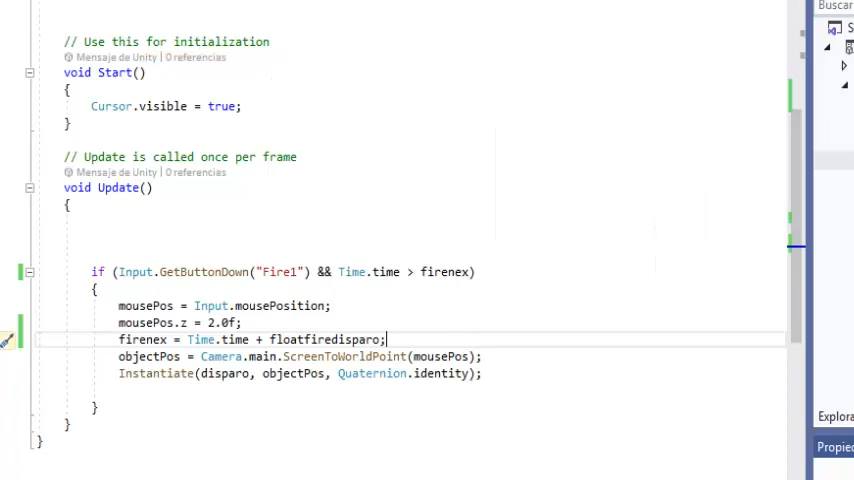 Buscar
// Use this for initialization
Mensaje de Unity | 0 referencias
void Start()
{
Cursor.visible = true;
}
// Update is called once per frame
Mensaje de Unity | 0 referencias
void Update()
{
if (Input.GetButtonDown("Fire1") && Time.time > firenex)
{
mousePos = Input.mousePosition;
mousePos.z = 2.0f;
firenex = Time.time + floatfiredisparo;
objectPos = Camera.main.ScreenToWorldPoint(mousePos);
Instantiate(disparo, objectPos, Quaternion.identity);
}
}
}
Explora
Propied